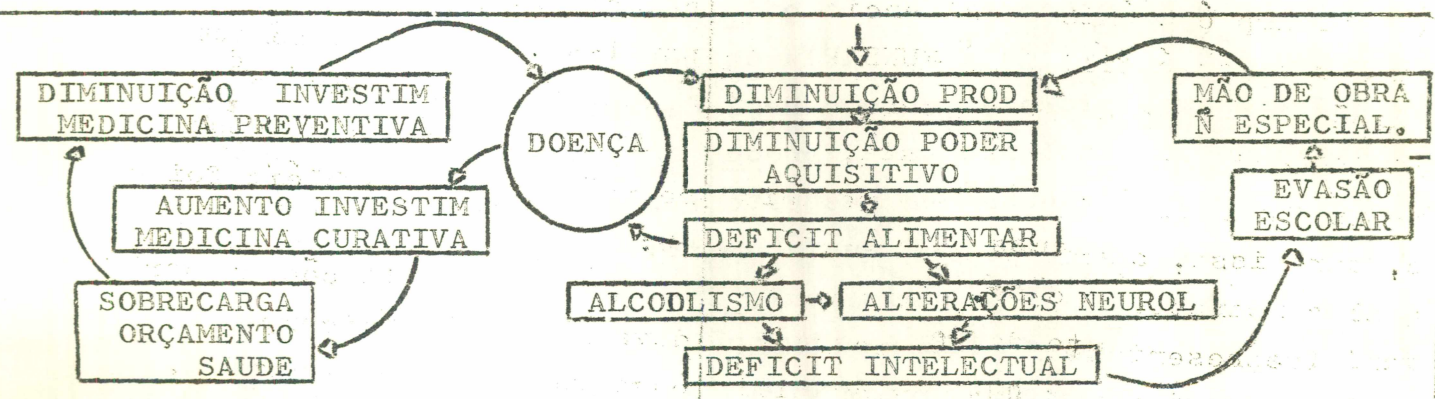 DIMINUIÇÃO INVESTIM
MEDICINA PREVENTIVA
AUMENTO INVESTIM
MEDICINA CURATIVA
SOBRECARGA
ORÇAMENTO
SAUDE
DOENÇA
DIMINUIÇÃO PROD
DIMINUIÇÃO PODER
AQUISITIVO
DEFICIT ALIMENTAR
ALCOOLISMO
ALTERAÇÕES NEUROL
DEFICIT INTELECTUAL
MÃO DE OBRA
Ñ ESPECIAL.
EVASÃO
ESCOLAR